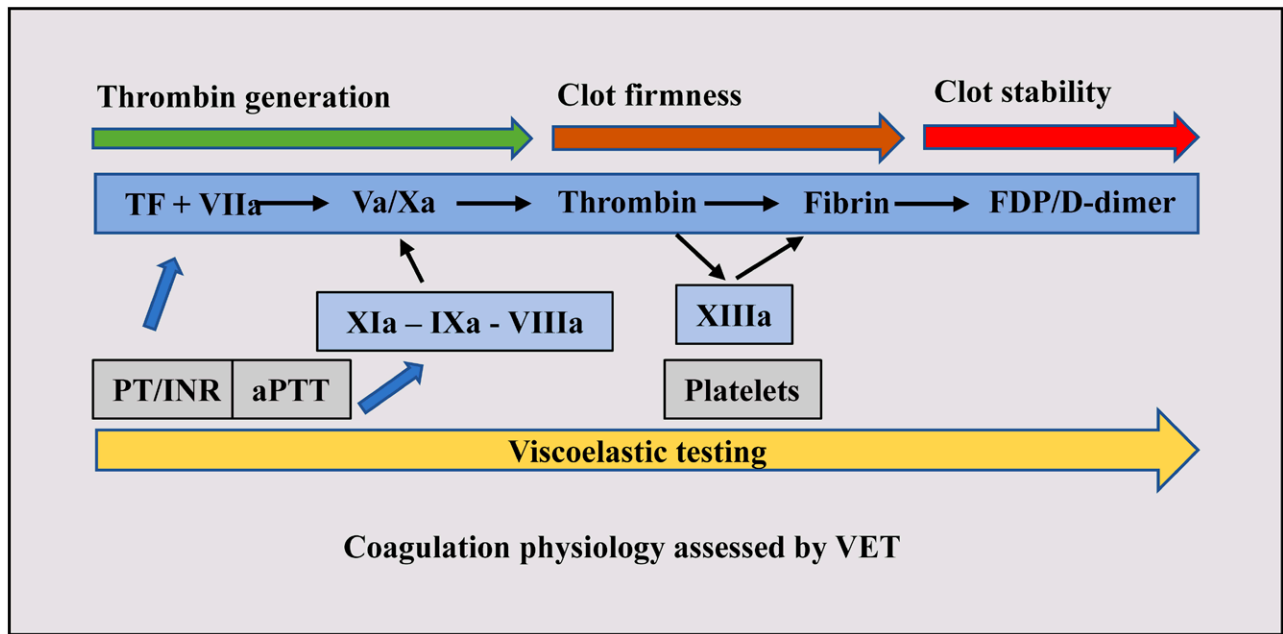 Thrombin generation
Clot firmness
Clot stability
TF + VIIa
Va/Xa
Thrombin
Fibrin
FDP/D-dimer
XIa – IXa - VIIIa
XIIIa
PT/INR
aPTT
Platelets
Viscoelastic testing
Coagulation physiology assessed by VET